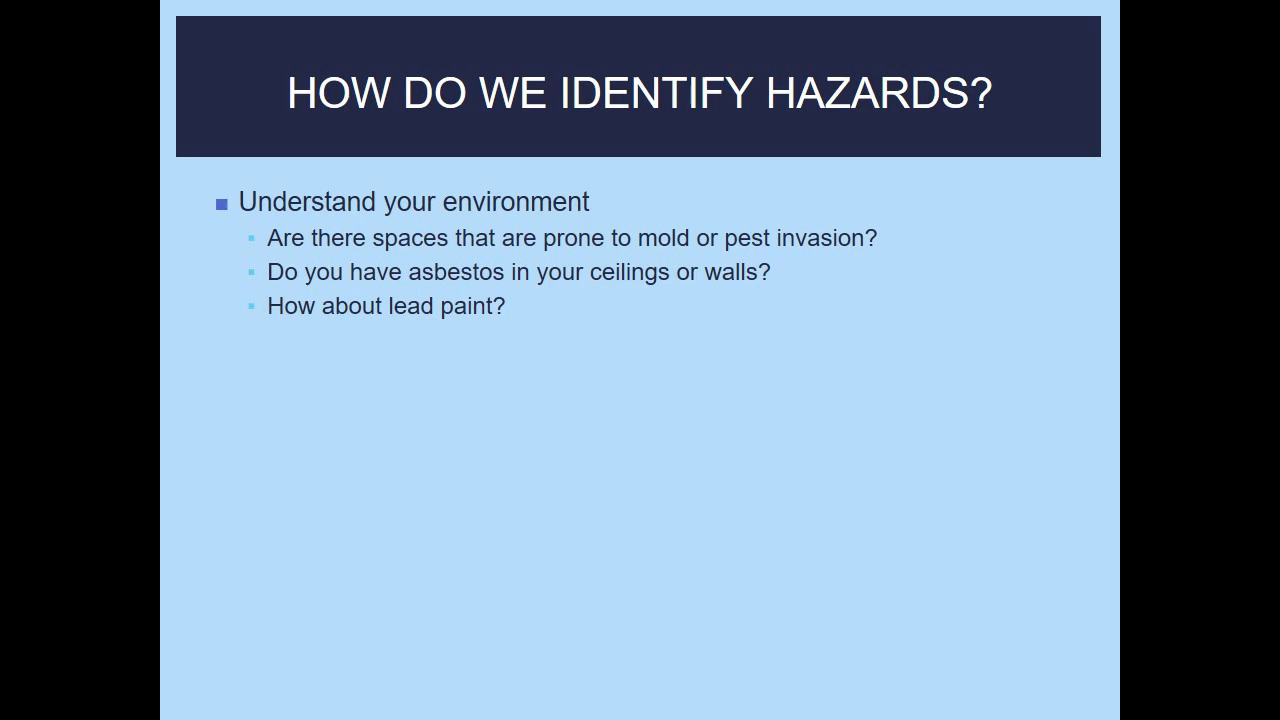 HOW DO WE IDENTIFY HAZARDS?
Understand your environment
Are there spaces that are prone to mold or pest invasion?
Do you have asbestos in your ceilings or walls?
How about lead paint?